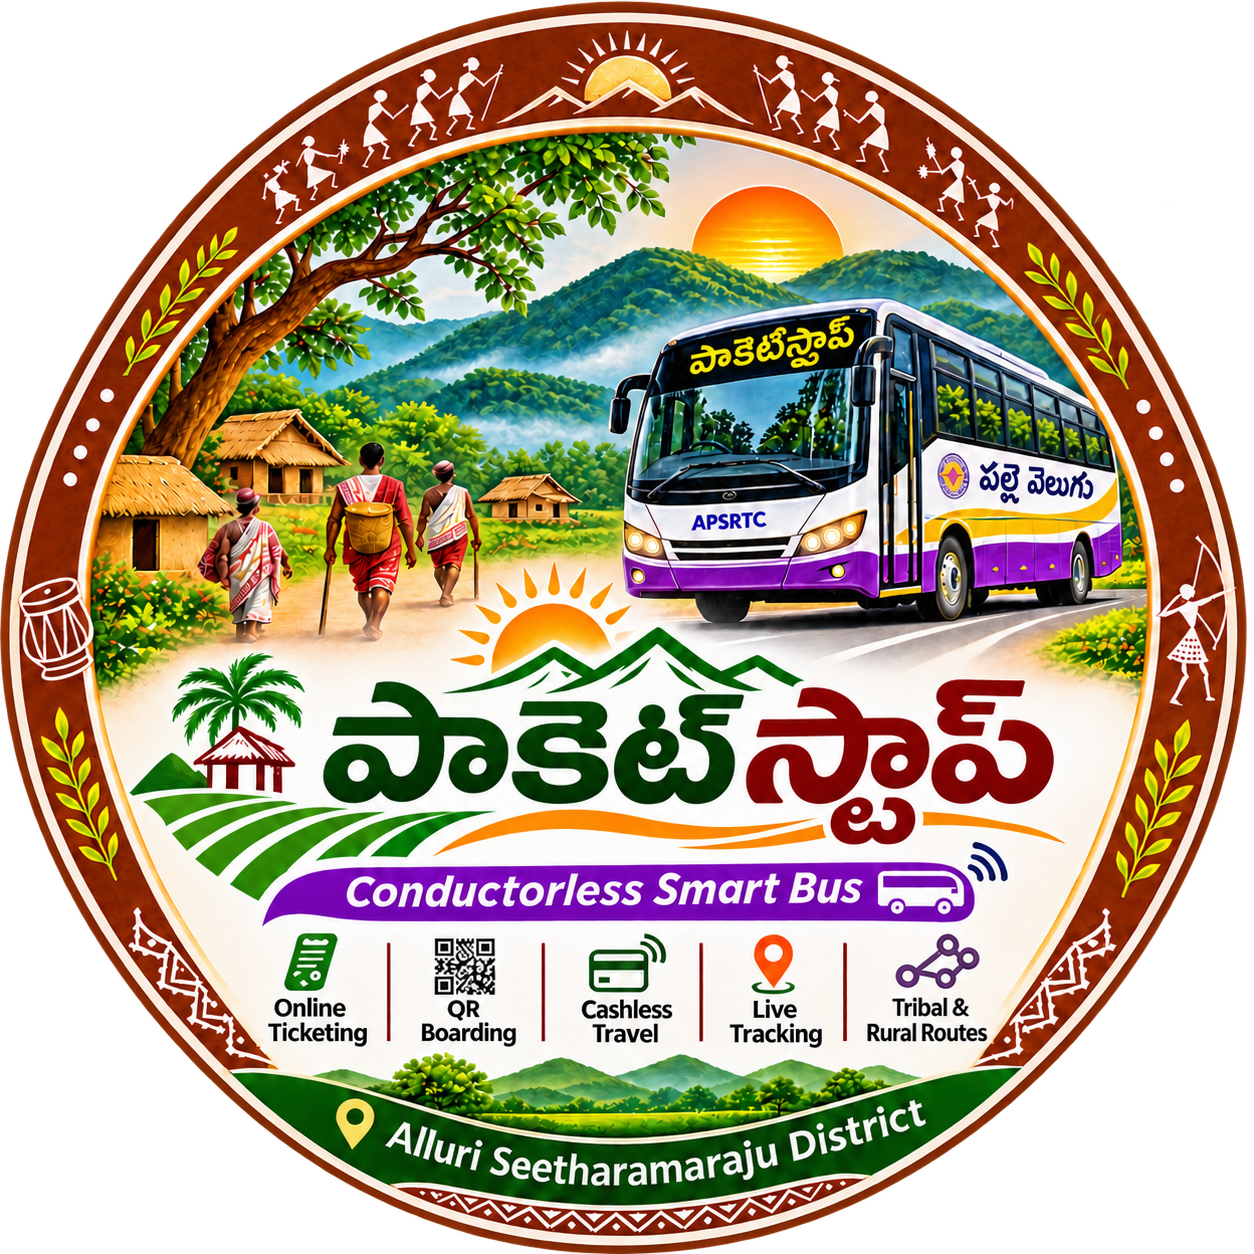 పాకెట్‌స్టాప్
పల్లె వెలుగు
APSRTC
పాకెట్‌స్టాప్
Conductorless Smart Bus
Online
Ticketing
QR
Boarding
Cashless
Travel
Live
Tracking
Tribal &
Rural Routes
Alluri Seetharamaraju District